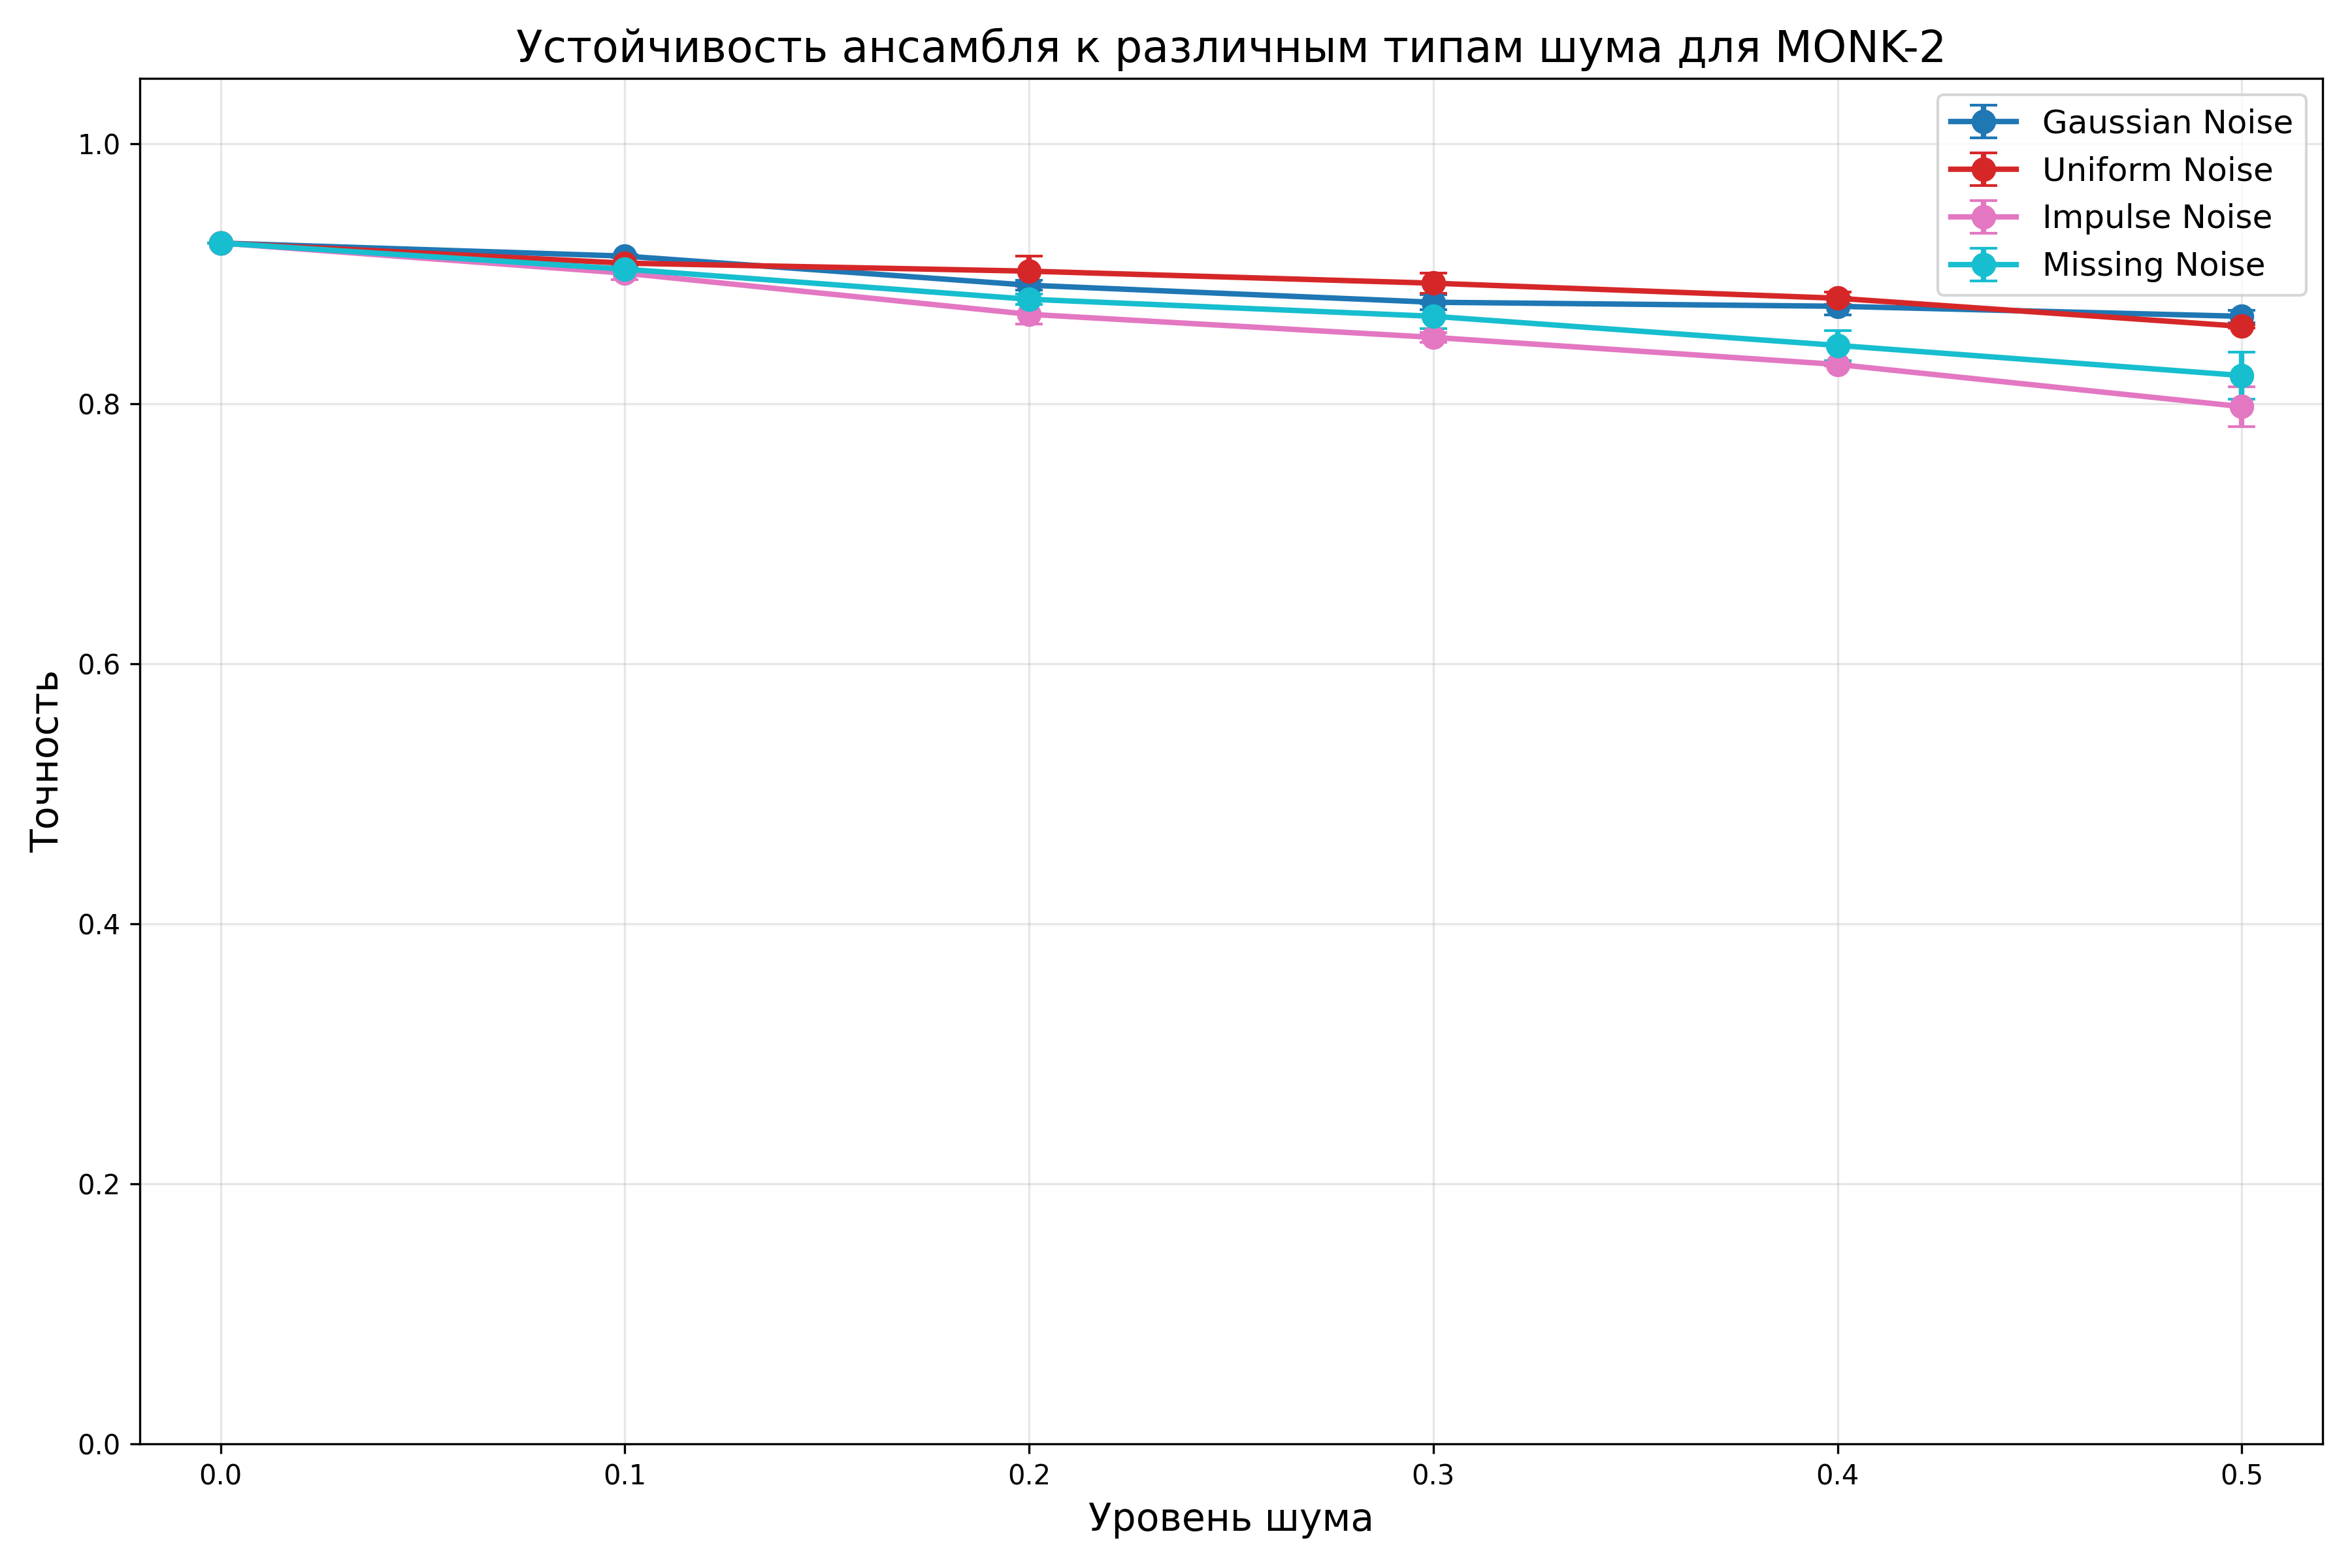 Устойчивость ансамбля к различным типам шума для MONK-2
Gaussian Noise
Uniform Noise
Impulse Noise
Missing Noise
Точность
1.0
0.8
0.6
0.4
0.2
0.0
0.0 0.1 0.2 0.3 0.4 0.5
Уровень шума